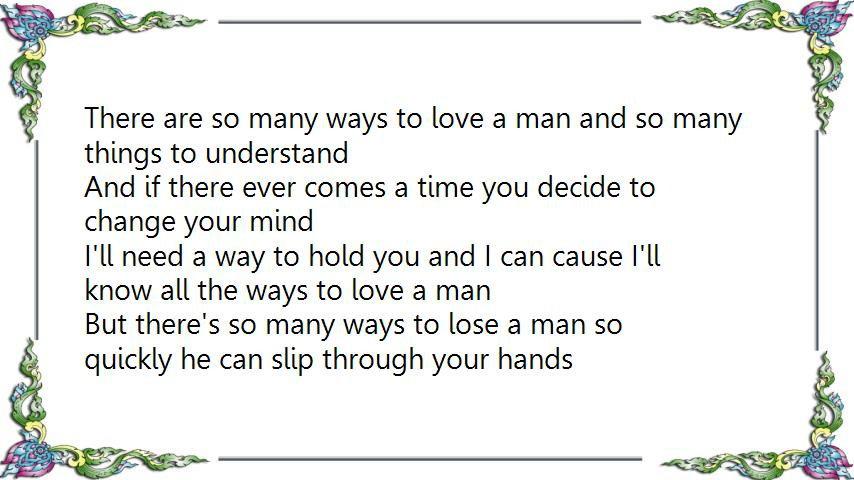 There are so many ways to love a man and so many
things to understand
And if there ever comes a time you decide to
change your mind
I'll need a way to hold you and I can cause I'll
know all the ways to love a man
But there's so many ways to lose a man so
quickly he can slip through your hands